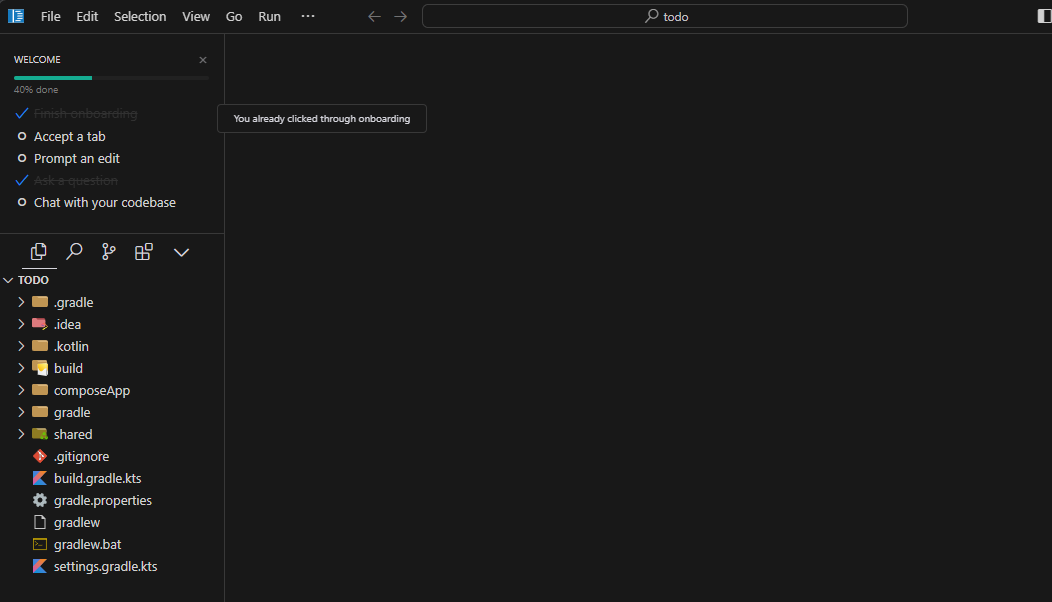 File Edit Selection View Go Run ···
todo
WELCOME
40% done
Finish onboarding
You already clicked through onboarding
Accept a tab
Prompt an edit
Ask a question
Chat with your codebase
TODO
.gradle
.idea
.kotlin
build
composeApp
gradle
shared
.gitignore
build.gradle.kts
gradle.properties
gradlew
gradlew.bat
settings.gradle.kts